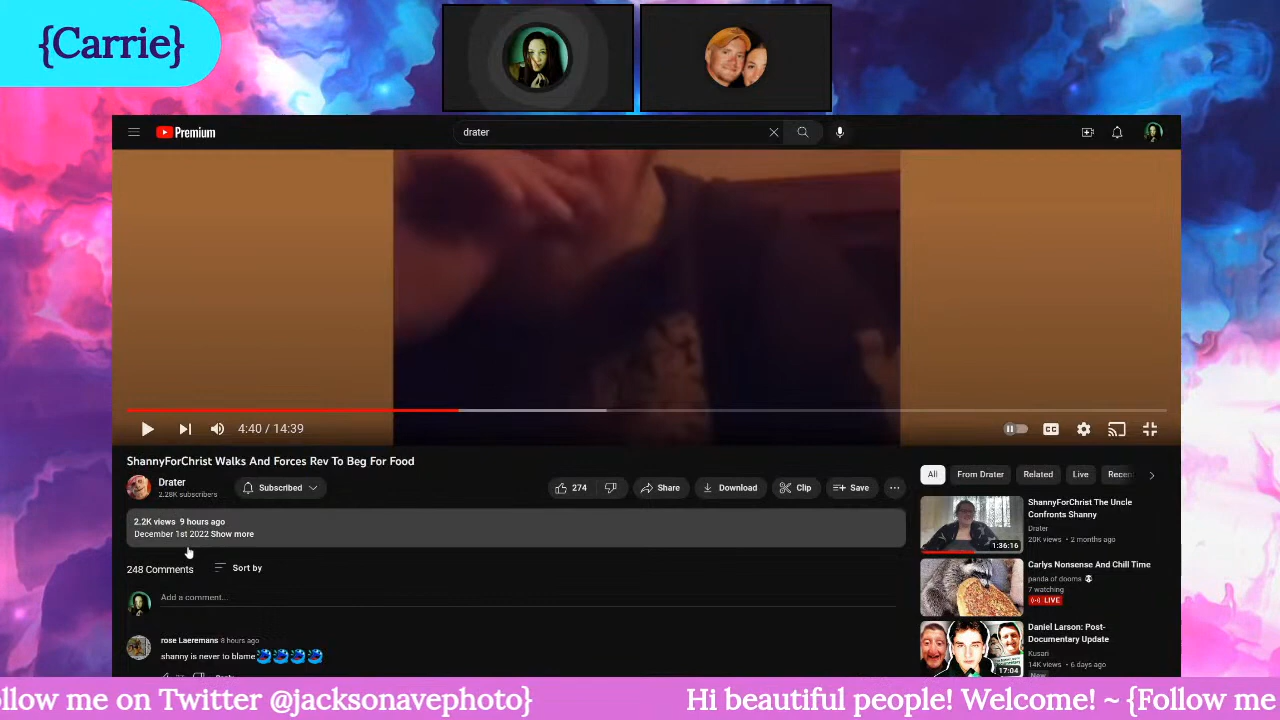 {Carrie}
Premium
drater
4:40 / 14:39
CC
ShannyForChrist Walks And Forces Rev To Beg For Food
Drater
2.28K subscribers
Subscribed
274
Share
Download
Clip
Save
2.2K views 9 hours ago
December 1st 2022 Show more
248 Comments
Sort by
Add a comment...
rose Laeremans 8 hours ago
shanny is never to blame
All
From Drater
Related
Live
Recen
ShannyForChrist The Uncle
Confronts Shanny
Drater
20K views • 2 months ago
1:36:16
Carlys Nonsense And Chill Time
panda of dooms
7 watching
LIVE
Daniel Larson: Post-
Documentary Update
Kusari
14K views • 6 days ago
17:04
ollow me on Twitter @jacksonavephoto}
Hi beautiful people! Welcome! ~ {Follow me